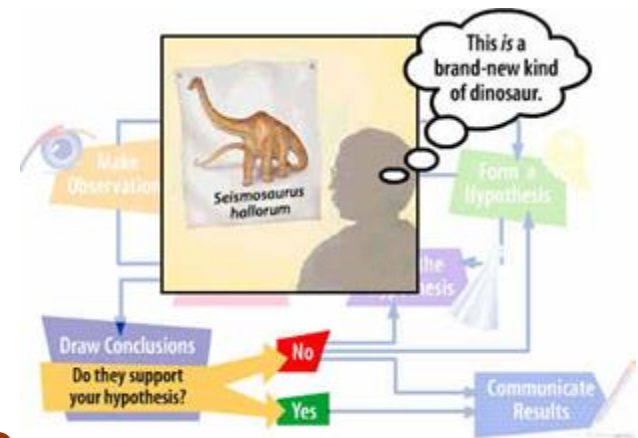 This is a
brand-new kind
of dinosaur.
Make
Observation
Seismosaurus
hallorum
Form a
Hypothesis
the
Draw Conclusions
Do they support
your hypothesis?
No
Yes
Communicate
Results